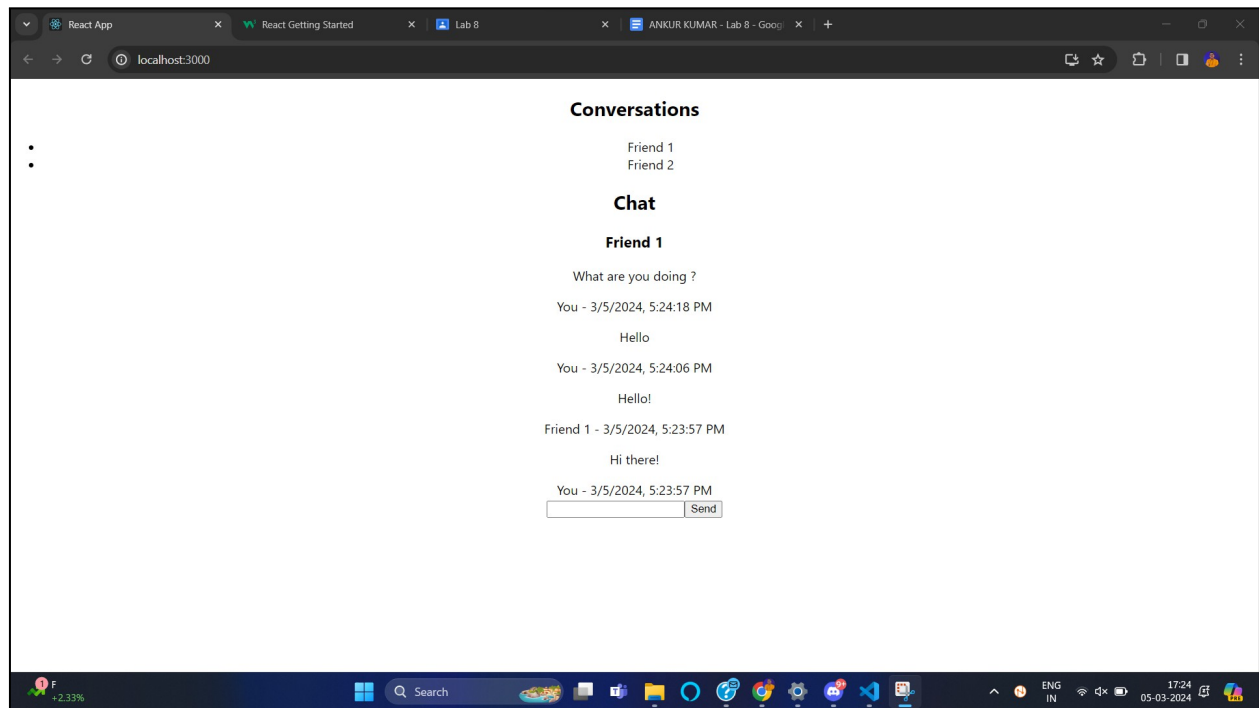 React App
React Getting Started
Lab 8
ANKUR KUMAR - Lab 8 - Goog
localhost:3000
Conversations
Friend 1
Friend 2
Chat
Friend 1
What are you doing ?
You - 3/5/2024, 5:24:18 PM
Hello
You - 3/5/2024, 5:24:06 PM
Hello!
Friend 1 - 3/5/2024, 5:23:57 PM
Hi there!
You - 3/5/2024, 5:23:57 PM
Send
1
F
+2.33%
Search
ENG
IN
17:24
05-03-2024